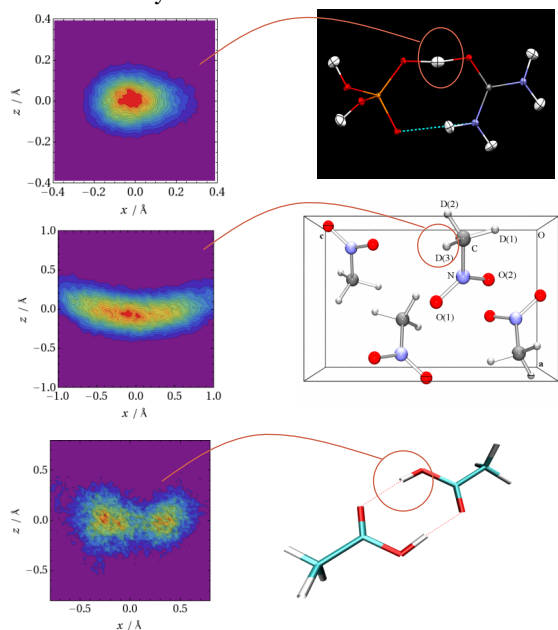 0.4
0.2
z / Å
0.0
−0.2
−0.4
−0.4 −0.2 0.0 0.2 0.4
x / Å
1.0
0.5
z / Å
0.0
−0.5
−1.0
−1.0 −0.5 0.0 0.5 1.0
x / Å
D(2)
c
D(1)
O
D(3)
C
N
O(2)
O(1)
a
0.5
z / Å
0.0
−0.5
−0.5 0.0 0.5
x / Å